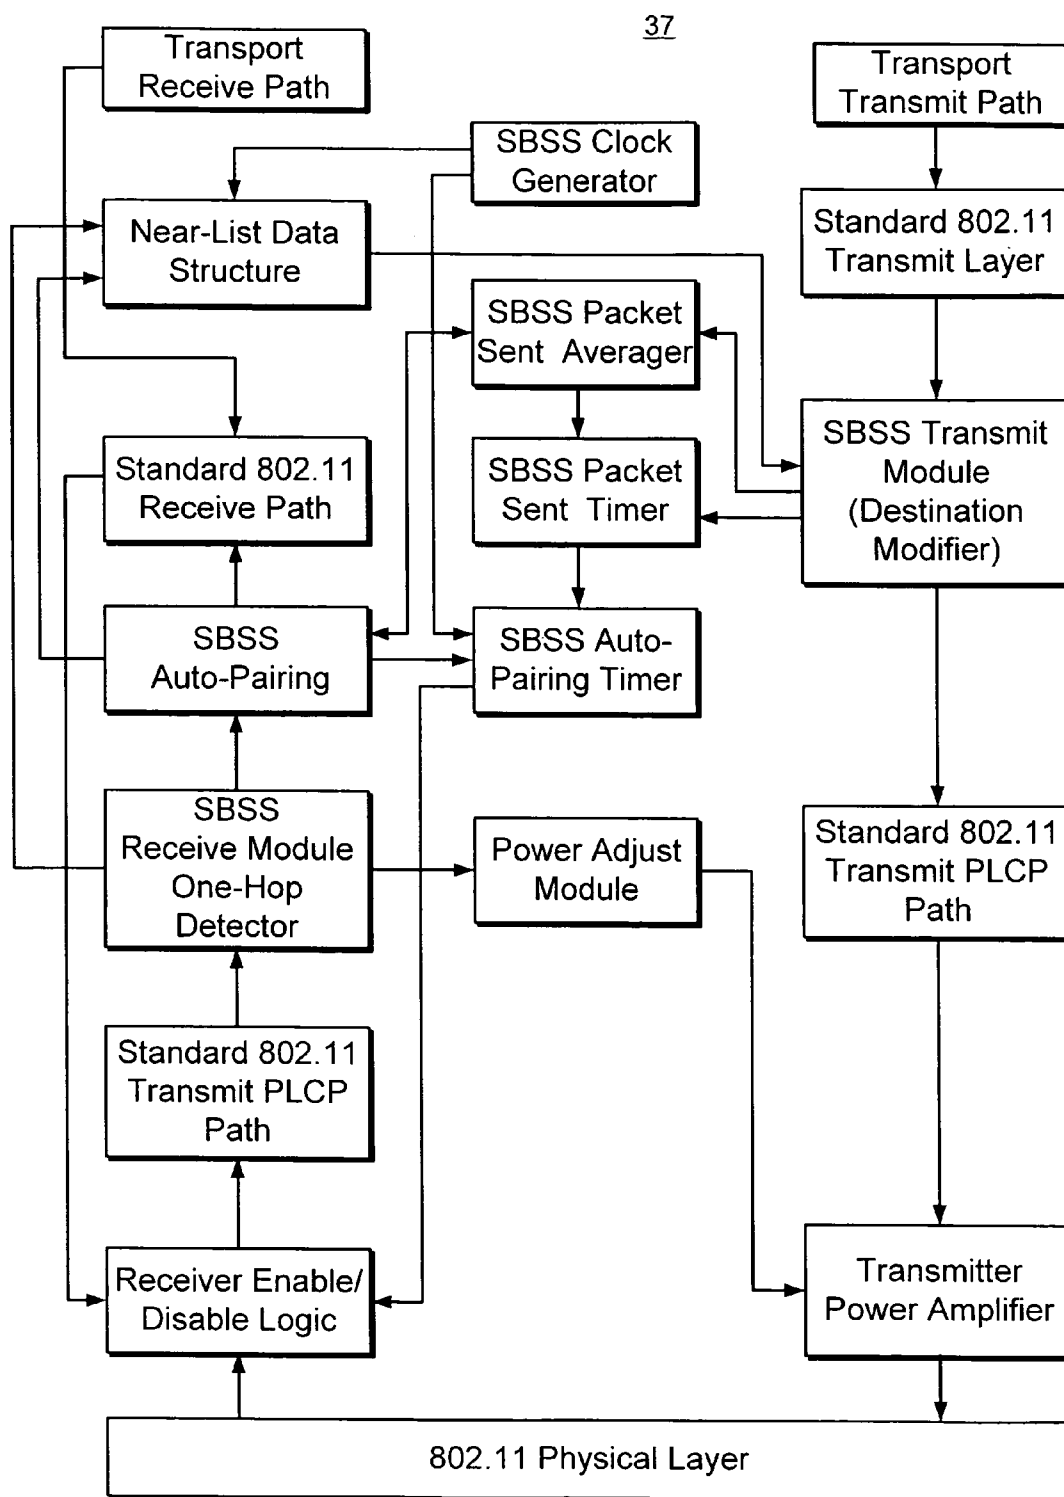 37
Transport
Receive Path
Transport
Transmit Path
SBSS Clock
Generator
Near-List Data
Structure
Standard 802.11
Transmit Layer
SBSS Packet
Sent Averager
SBSS Transmit
Module
(Destination
Modifier)
Standard 802.11
Receive Path
SBSS Packet
Sent Timer
SBSS
Auto-Pairing
SBSS Auto-
Pairing Timer
SBSS
Receive Module
One-Hop
Detector
Power Adjust
Module
Standard 802.11
Transmit PLCP
Path
Standard 802.11
Transmit PLCP
Path
Receiver Enable/
Disable Logic
Transmitter
Power Amplifier
802.11 Physical Layer